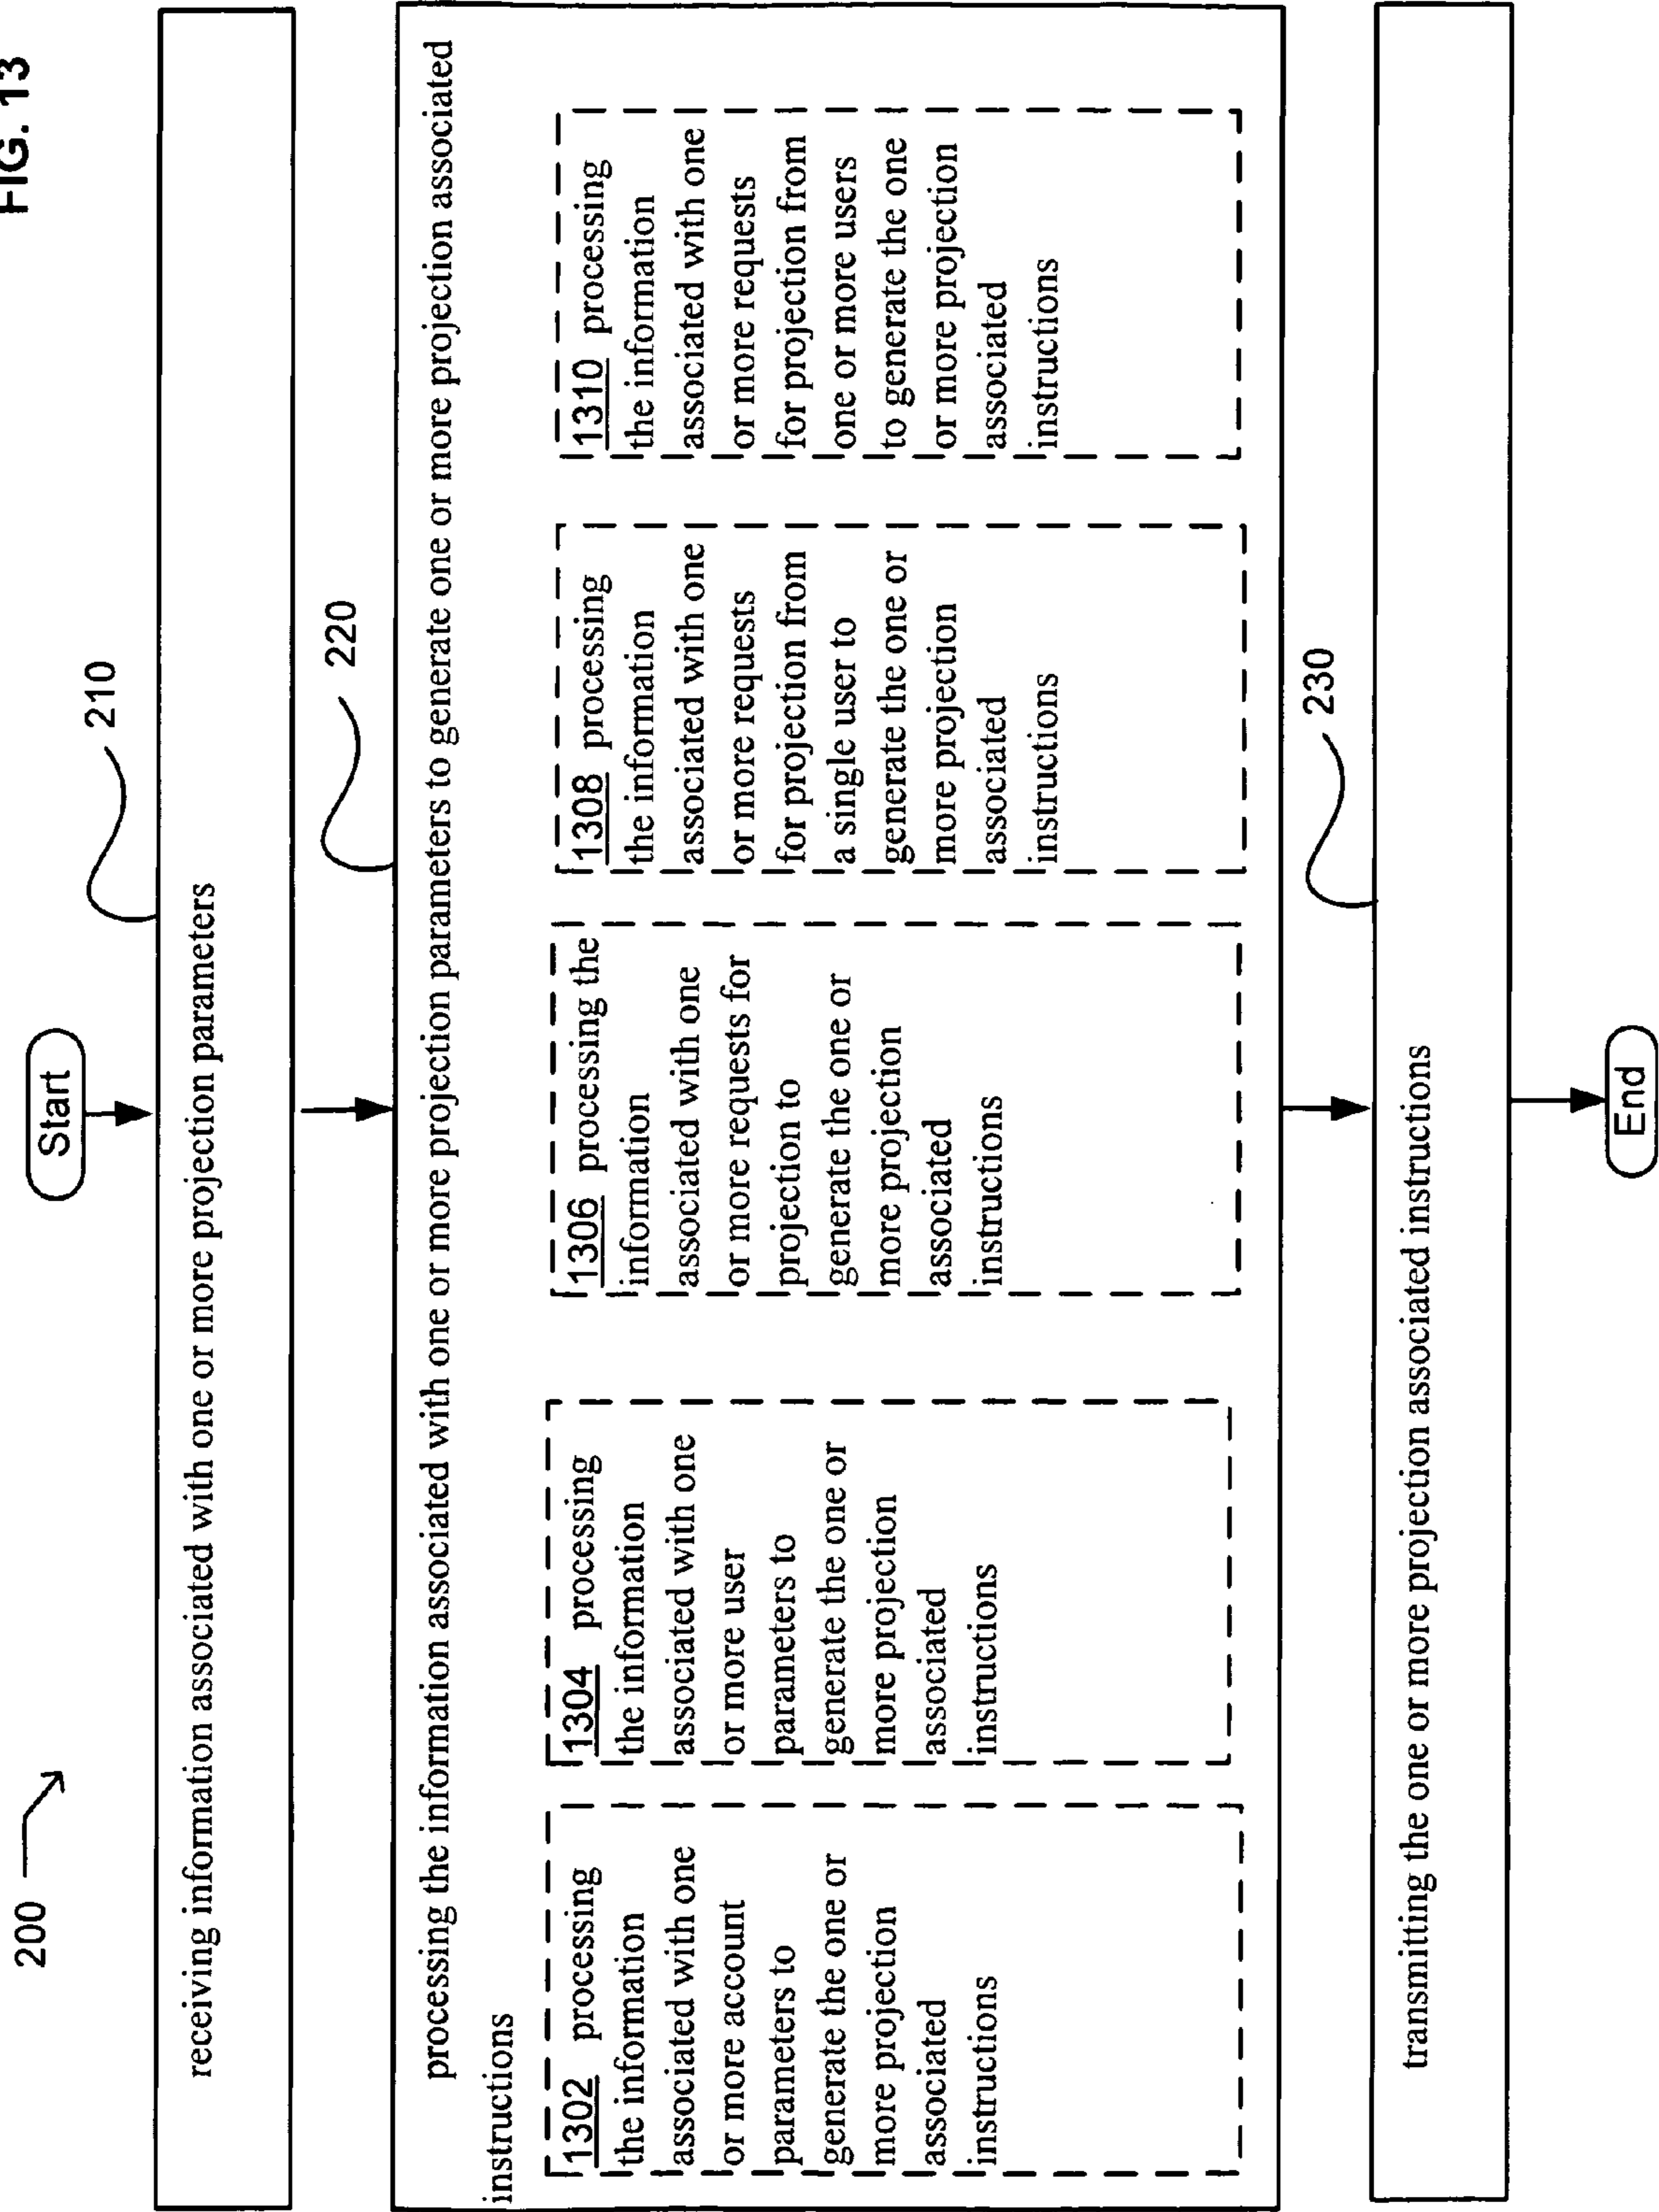 FIG. 13
200
Start
210
receiving information associated with one or more projection parameters
220
processing the information associated with one or more projection parameters to generate one or more projection associated
instructions
1302 processing
the information
associated with one
or more account
parameters to
generate the one or
more projection
associated
instructions
1304 processing
the information
associated with one
or more user
parameters to
generate the one or
more projection
associated
instructions
1306 processing the
information
associated with one
or more requests for
projection to
generate the one or
more projection
associated
instructions
1308 processing
the information
associated with one
or more requests
for projection from
a single user to
generate the one or
more projection
associated
instructions
1310 processing
the information
associated with one
or more requests
for projection from
one or more users
to generate the one
or more projection
associated
instructions
230
transmitting the one or more projection associated instructions
End